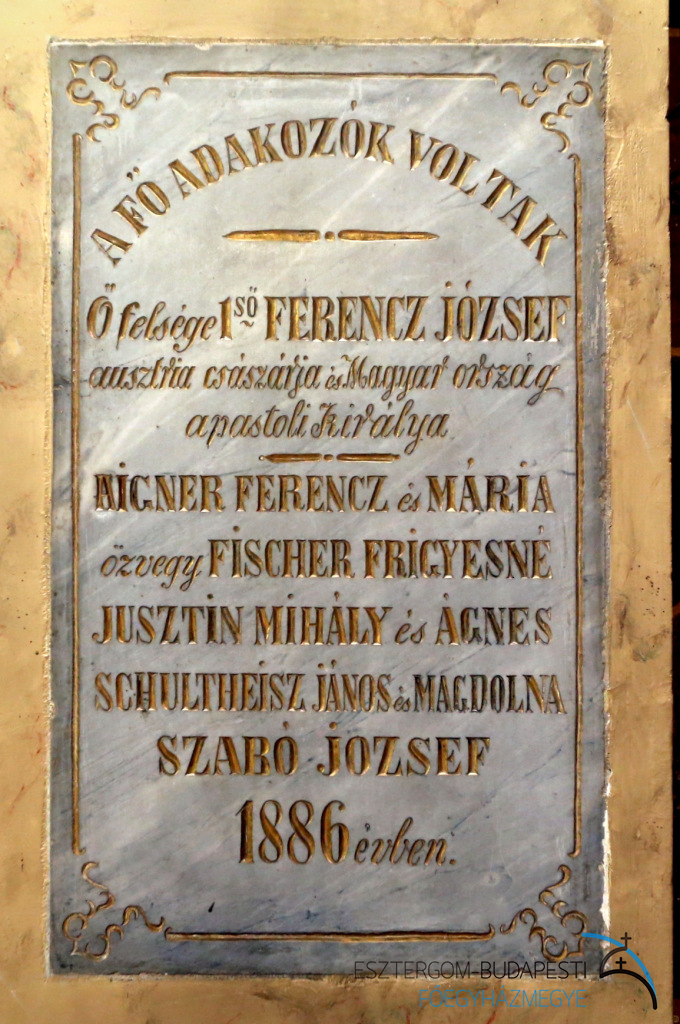 A FŐ ADAKOZÓK VOLTAK
Ő felsége 1ső FERENCZ JÓZSEF
ausztria császárja és Magyar ország
apastoli Királya
AIGNER FERENCZ és MÁRIA
özvegy FISCHER FRIGYESNÉ
JUSZTIN MIHÁLY és ÁGNES
SCHULTHEISZ JÁNOS és MAGDOLNA
SZABÓ JÓZSEF
1886 évben.
ESZTERGOM-BUDAPESTI
FŐEGYHÁZMEGYE